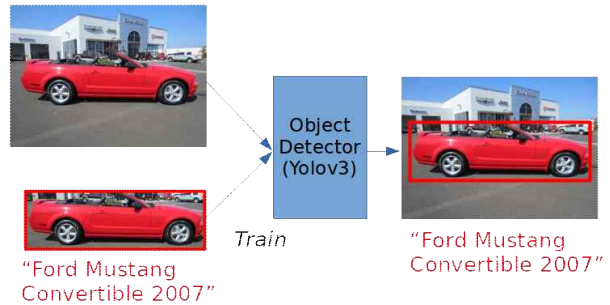 Object
Detector
(Yolov3)
Train
“Ford Mustang
Convertible 2007”
“Ford Mustang
Convertible 2007”